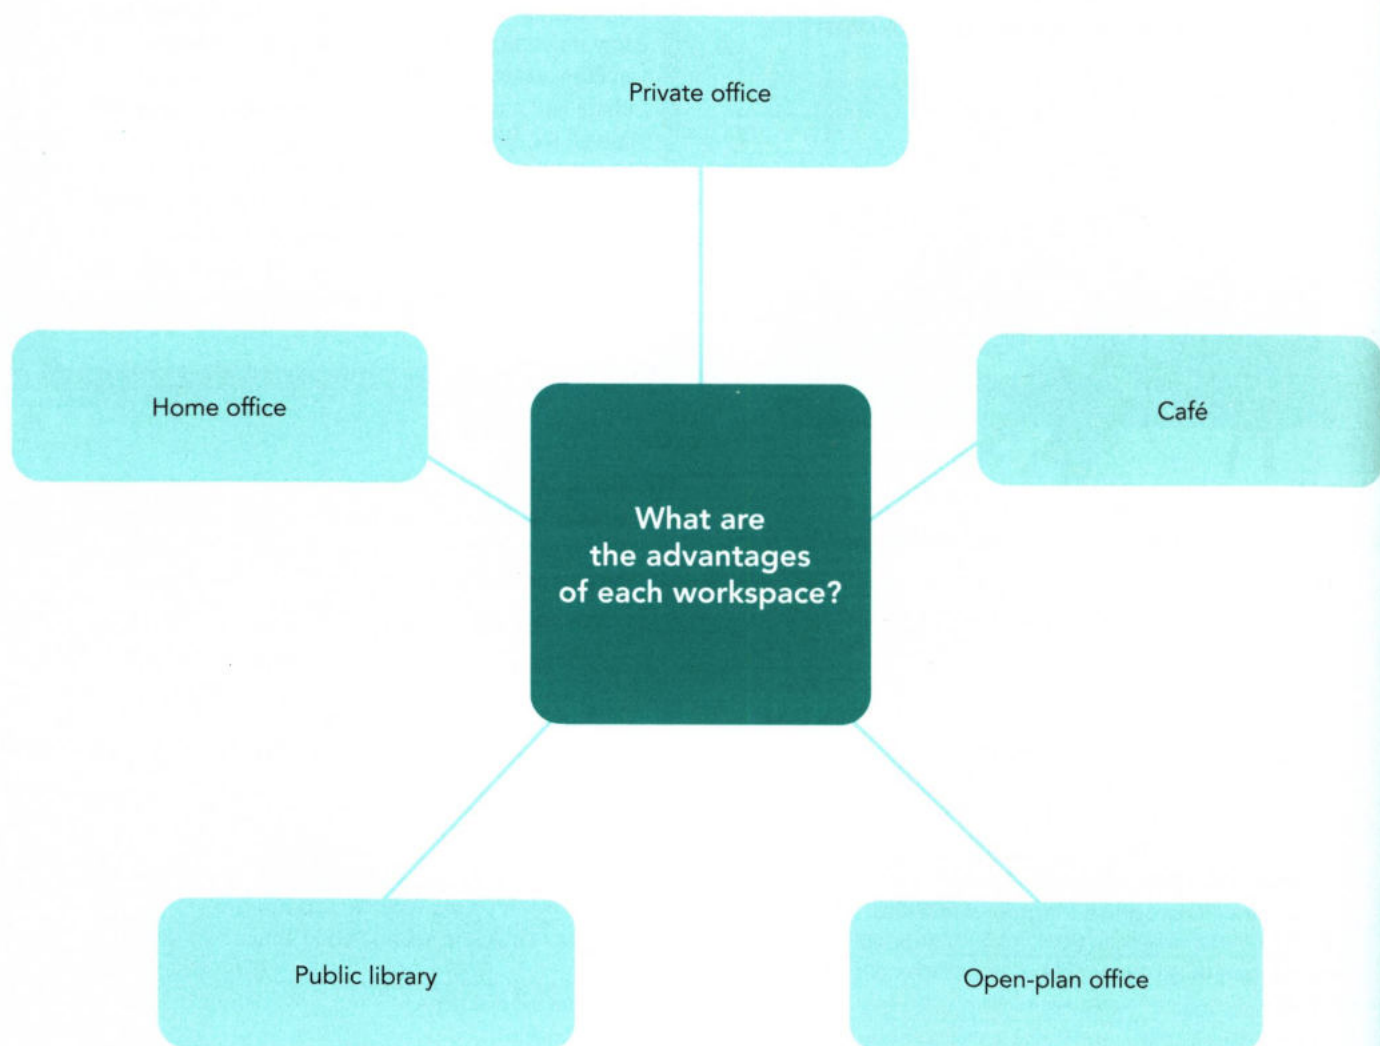 Private office
Home office
Café
What are
the advantages
of each workspace?
Public library
Open-plan office